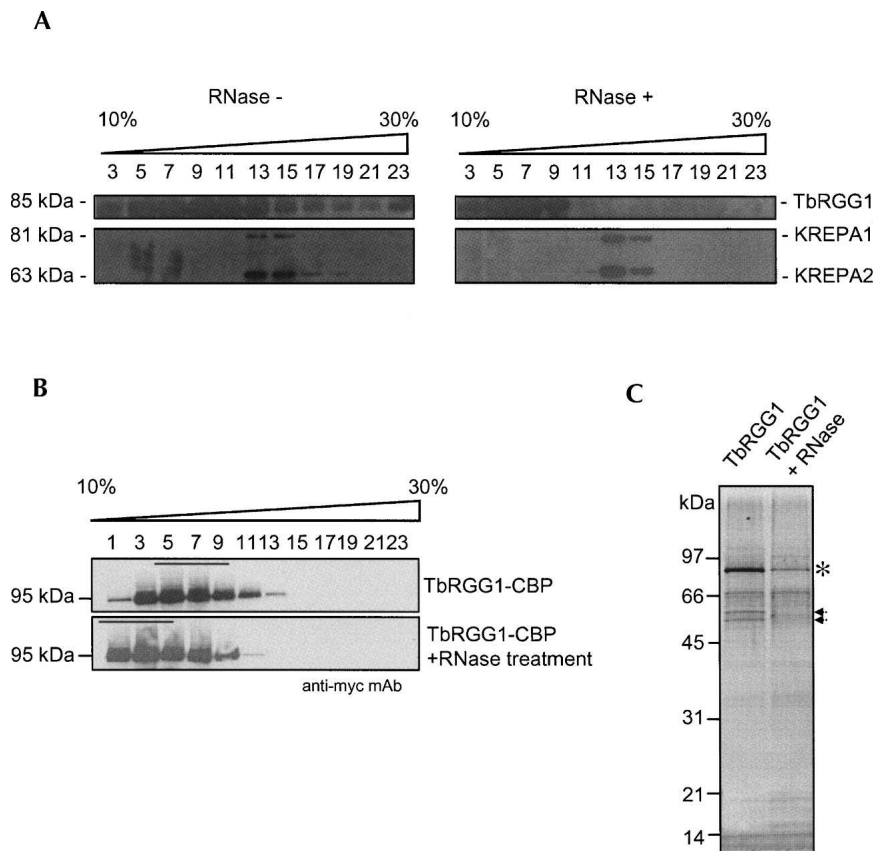 A
RNase - RNase +
10% 30% 10% 30%
3 5 7 9 11 13 15 17 19 21 23 3 5 7 9 11 13 15 17 19 21 23
85 kDa - - TbRGG1
81 kDa - - KREPA1
63 kDa - - KREPA2
B
10% 30%
1 3 5 7 9 11 13 15 17 19 21 23
95 kDa TbRGG1-CBP
95 kDa TbRGG1-CBP
+RNase treatment
anti-myc mAb
C
TbRGG1
TbRGG1
+ RNase
kDa
97
*
66
45
31
21
14